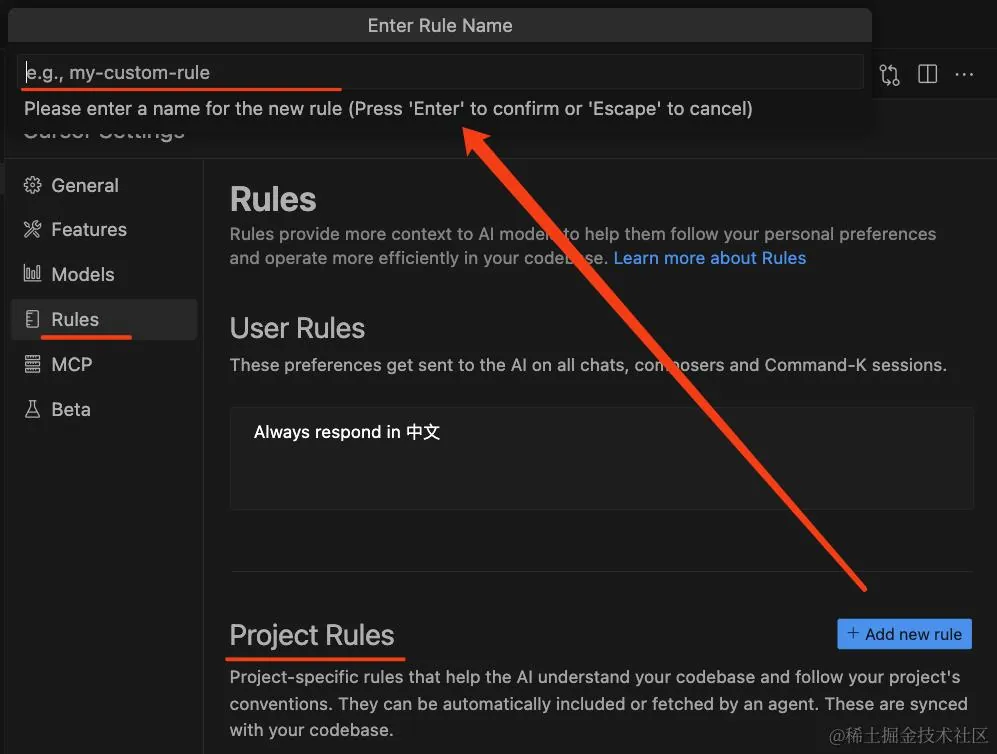 Enter Rule Name
e.g., my-custom-rule
Please enter a name for the new rule (Press 'Enter' to confirm or 'Escape' to cancel)
Cursor Settings
General
Features
Models
Rules
MCP
Beta
Rules
Rules provide more context to AI models to help them follow your personal preferences
and operate more efficiently in your codebase. Learn more about Rules
User Rules
These preferences get sent to the AI on all chats, composers and Command-K sessions.
Always respond in 中文
Project Rules
+ Add new rule
Project-specific rules that help the AI understand your codebase and follow your project's
conventions. They can be automatically included or fetched by an agent. These are synced
with your codebase.
@稀土掘金技术社区